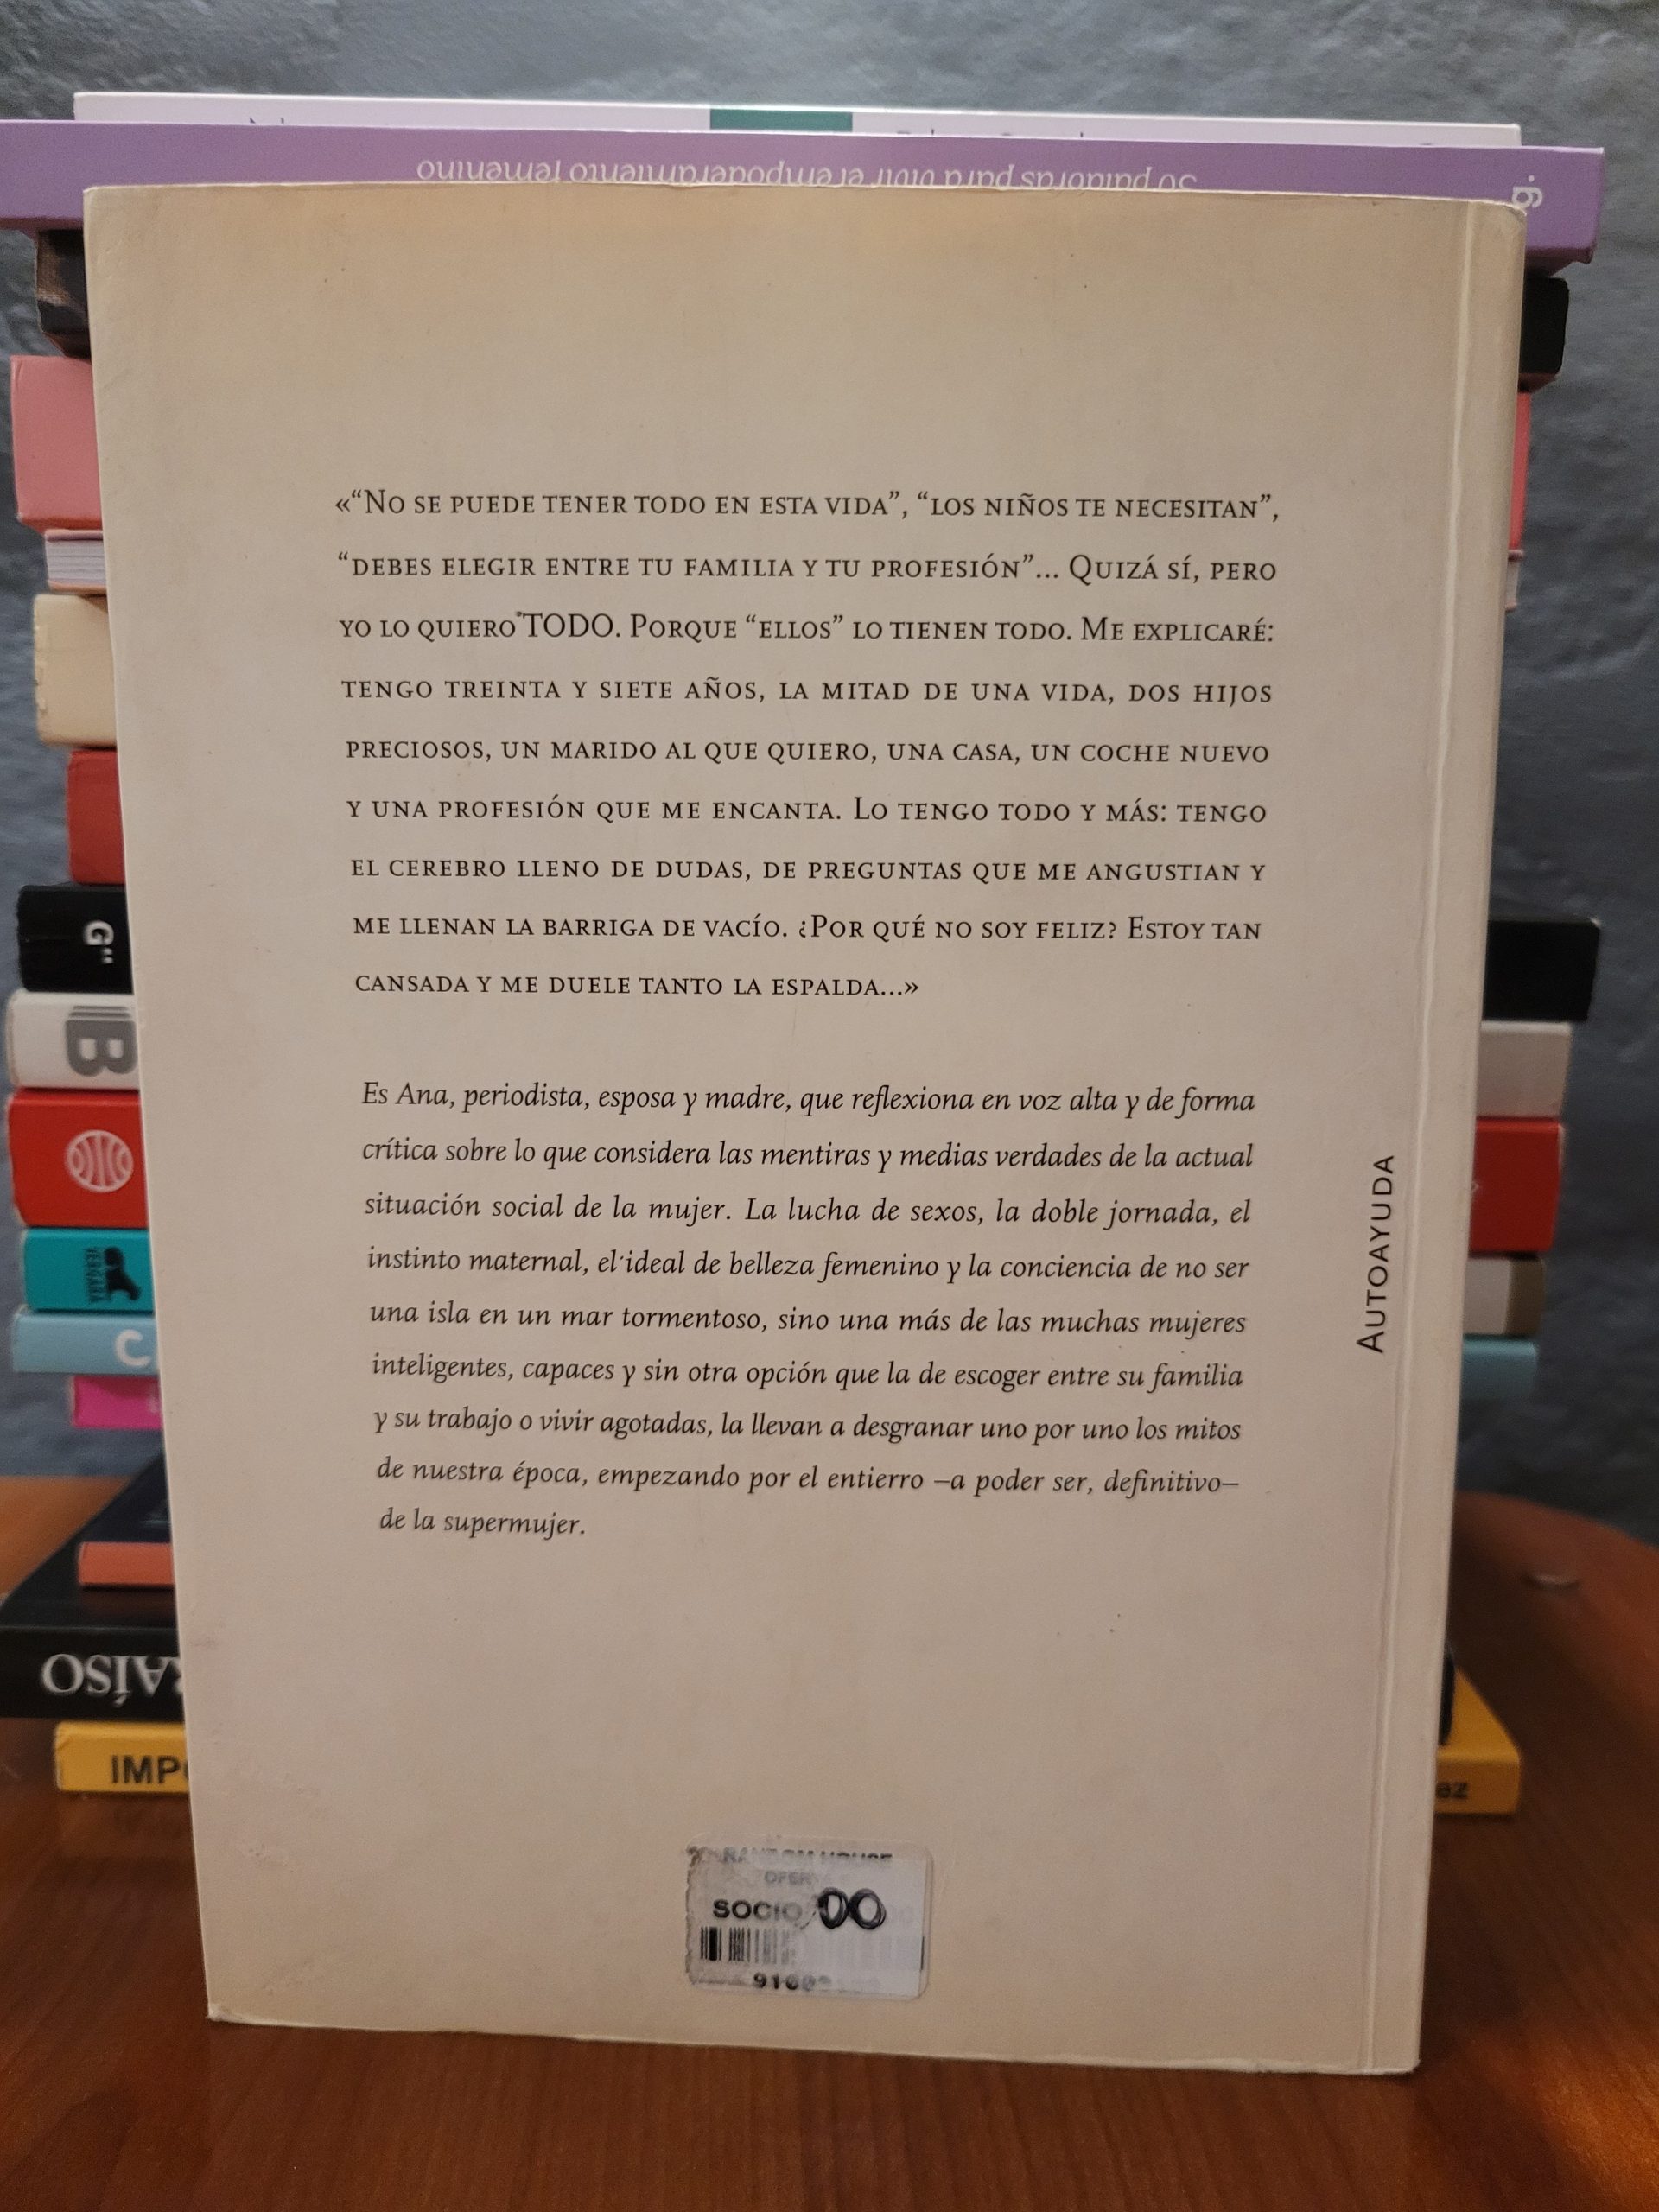 50 palabras para vivir el empoderamiento femenino
g.
«“No se puede tener todo en esta vida”, “los niños te necesitan”,
“debes elegir entre tu familia y tu profesión”... Quizá sí, pero
yo lo quiero TODO. Porque “ellos” lo tienen todo. Me explicaré:
tengo treinta y siete años, la mitad de una vida, dos hijos
preciosos, un marido al que quiero, una casa, un coche nuevo
y una profesión que me encanta. Lo tengo todo y más: tengo
el cerebro lleno de dudas, de preguntas que me angustian y
me llenan la barriga de vacío. ¿Por qué no soy feliz? Estoy tan
cansada y me duele tanto la espalda...»
Es Ana, periodista, esposa y madre, que reflexiona en voz alta y de forma
crítica sobre lo que considera las mentiras y medias verdades de la actual
situación social de la mujer. La lucha de sexos, la doble jornada, el
instinto maternal, el ideal de belleza femenino y la conciencia de no ser
una isla en un mar tormentoso, sino una más de las muchas mujeres
inteligentes, capaces y sin otra opción que la de escoger entre su familia
y su trabajo o vivir agotadas, la llevan a desgranar uno por uno los mitos
de nuestra época, empezando por el entierro –a poder ser, definitivo–
de la supermujer.
Autoayuda
G
B
VERGARA
C
RAÍSO
IMP
az
RANDOM HOUSE
SOCIO 00